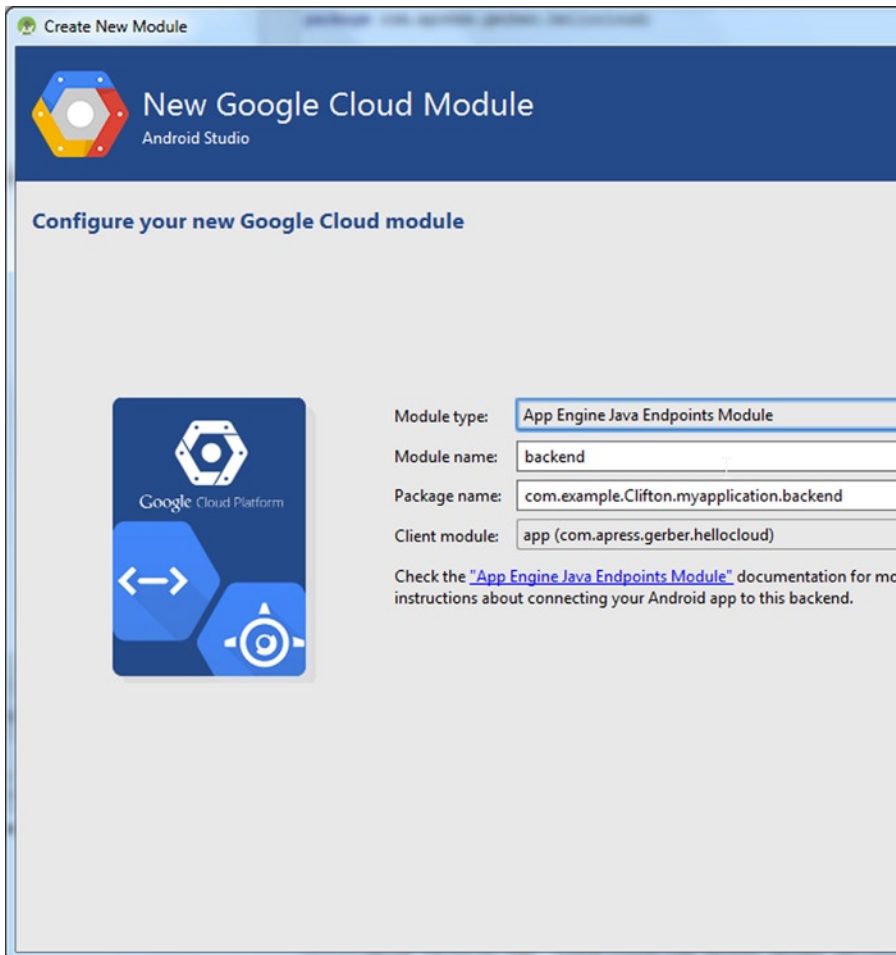 Create New Module
New Google Cloud Module
Android Studio
Configure your new Google Cloud module
Google Cloud Platform
Module type: App Engine Java Endpoints Module
Module name: backend
Package name: com.example.Clifton.myapplication.backend
Client module: app (com.apress.gerber.hellocloud)
Check the "App Engine Java Endpoints Module" documentation for mo
instructions about connecting your Android app to this backend.